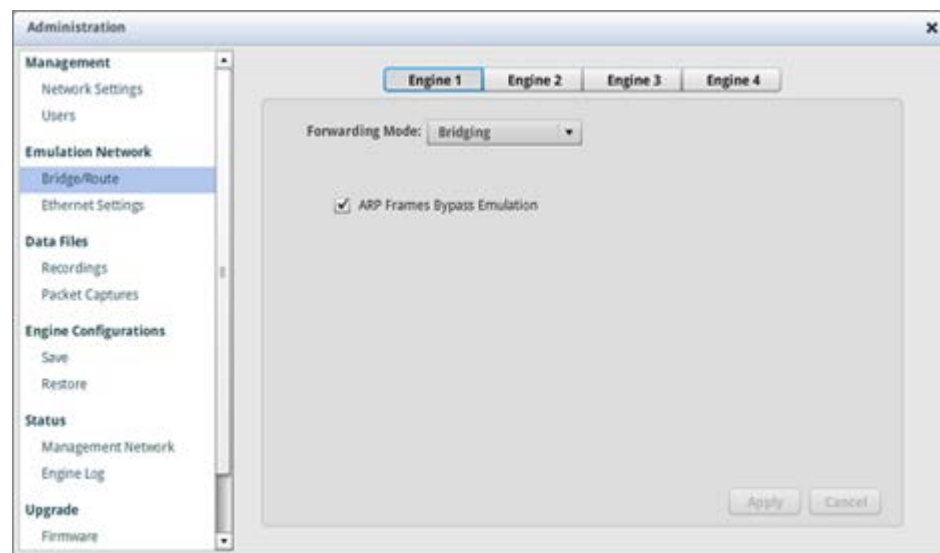 Administration
Management
Network Settings
Users
Emulation Network
Bridge/Route
Ethernet Settings
Data Files
Recordings
Packet Captures
Engine Configurations
Save
Restore
Status
Management Network
Engine Log
Upgrade
Firmware
Engine 1 Engine 2 Engine 3 Engine 4
Forwarding Mode: Bridging
ARP Frames Bypass Emulation
Apply Cancel